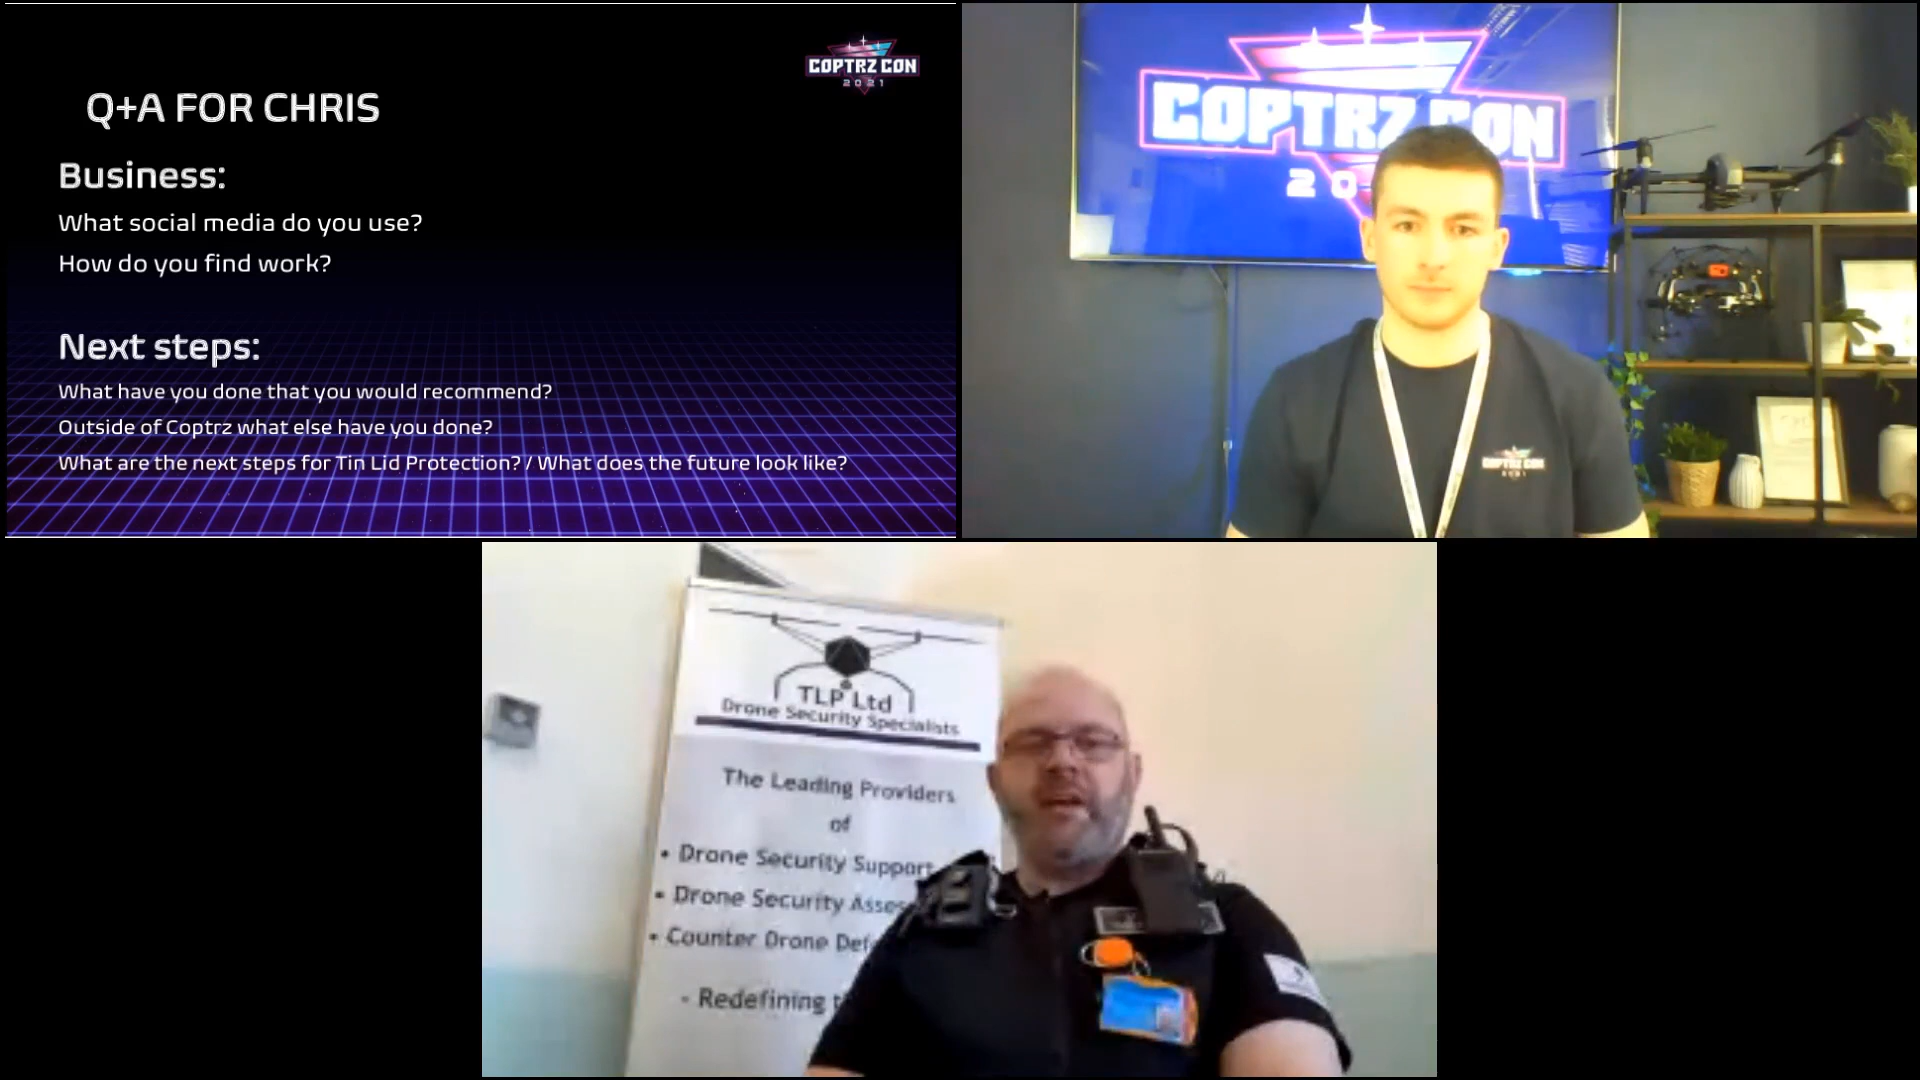 COPTRZ CON
2021
Q+A FOR CHRIS
Business:
What social media do you use?
How do you find work?
Next steps:
What have you done that you would recommend?
Outside of Coptrz what else have you done?
What are the next steps for Tin Lid Protection? / What does the future look like?
COPTRZ CON
20
COPTRZ CON
TLP Ltd
Drone Security Specialists
The Leading Providers
of
• Drone Security Support
• Drone Security Asses
• Counter Drone Def
- Redefining t